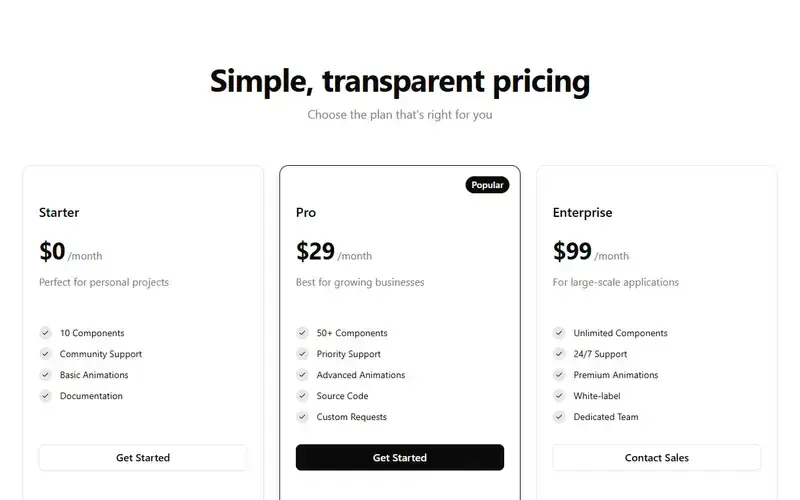 Simple, transparent pricing
Choose the plan that's right for you
Starter
$0 /month
Perfect for personal projects
10 Components
Community Support
Basic Animations
Documentation
Get Started
Popular
Pro
$29 /month
Best for growing businesses
50+ Components
Priority Support
Advanced Animations
Source Code
Custom Requests
Get Started
Enterprise
$99 /month
For large-scale applications
Unlimited Components
24/7 Support
Premium Animations
White-label
Dedicated Team
Contact Sales